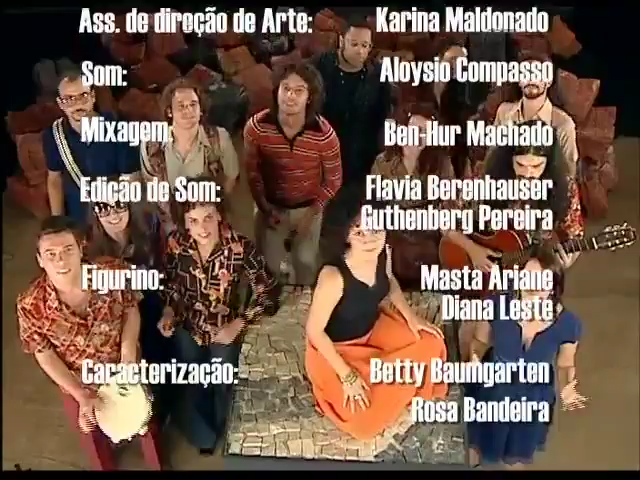 Ass. de direção de Arte: Karina Maldonado
Som: Aloysio Compasso
Mixagem: Ben-Hur Machado
Edição de Som: Flavia Berenhauser
Guthenberg Pereira
Figurino: Masta Ariane
Diana Leste
Caracterização: Betty Baumgarten
Rosa Bandeira